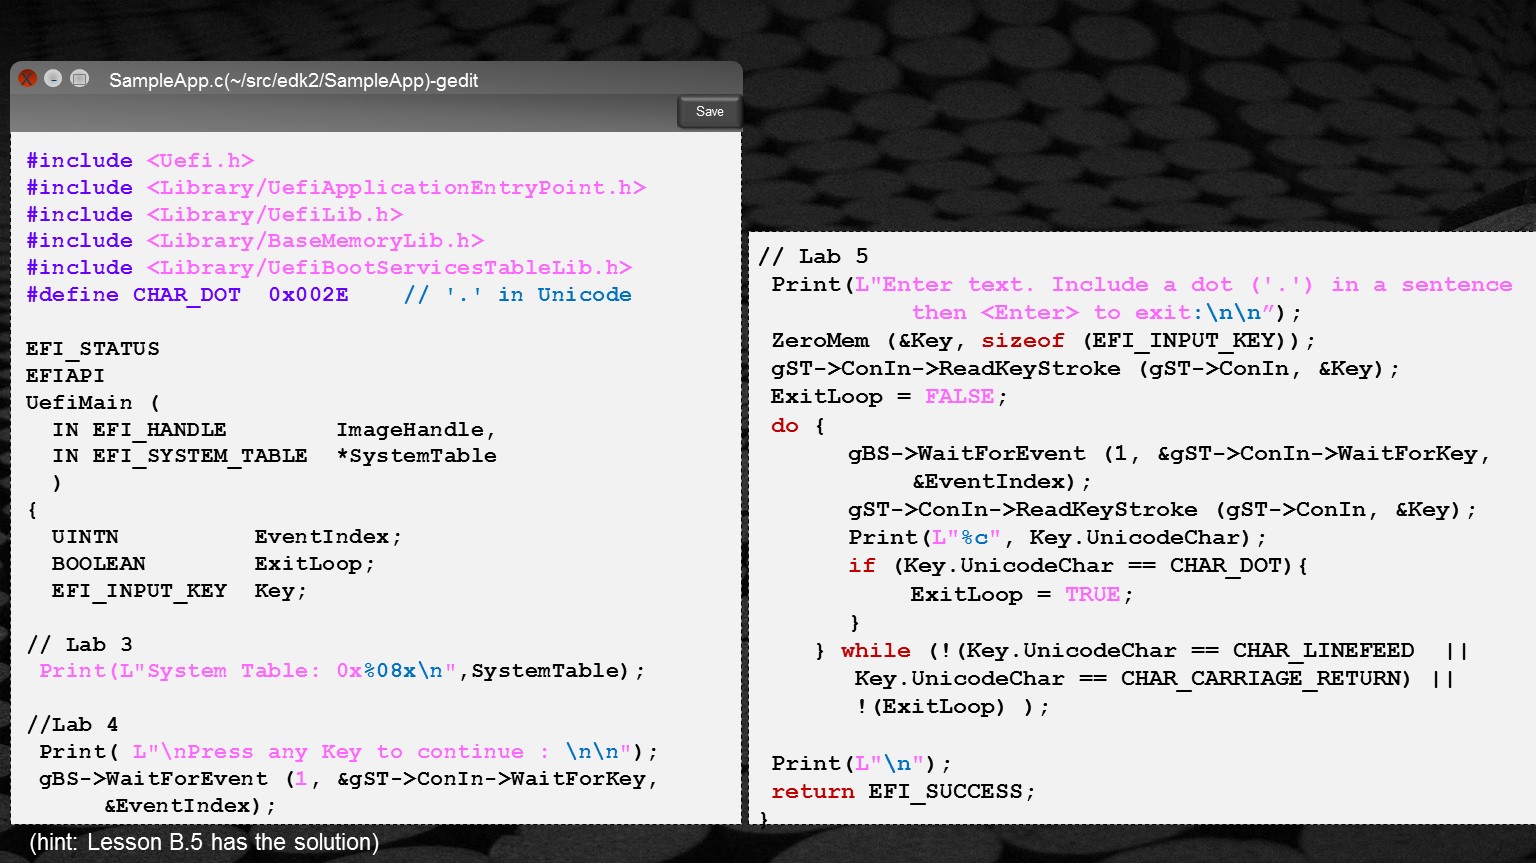 SampleApp.c(~/src/edk2/SampleApp)-gedit
Save
#include <Uefi.h>
#include <Library/UefiApplicationEntryPoint.h>
#include <Library/UefiLib.h>
#include <Library/BaseMemoryLib.h>
#include <Library/UefiBootServicesTableLib.h>
#define CHAR_DOT  0x002E    // '.' in Unicode
EFI_STATUS
EFIAPI
UefiMain (
  IN EFI_HANDLE        ImageHandle,
  IN EFI_SYSTEM_TABLE  *SystemTable
  )
{
  UINTN          EventIndex;
  BOOLEAN        ExitLoop;
  EFI_INPUT_KEY  Key;
// Lab 3
 Print(L"System Table: 0x%08x\n",SystemTable);
//Lab 4
 Print( L"\nPress any Key to continue : \n\n");
 gBS->WaitForEvent (1, &gST->ConIn->WaitForKey,
      &EventIndex);
// Lab 5
 Print(L"Enter text. Include a dot ('.') in a sentence
          then <Enter> to exit:\n\n”);
 ZeroMem (&Key, sizeof (EFI_INPUT_KEY));
 gST->ConIn->ReadKeyStroke (gST->ConIn, &Key);
 ExitLoop = FALSE;
 do {
      gBS->WaitForEvent (1, &gST->ConIn->WaitForKey,
          &EventIndex);
      gST->ConIn->ReadKeyStroke (gST->ConIn, &Key);
      Print(L"%c", Key.UnicodeChar);
      if (Key.UnicodeChar == CHAR_DOT){
          ExitLoop = TRUE;
      }
    } while (!(Key.UnicodeChar == CHAR_LINEFEED  ||
      Key.UnicodeChar == CHAR_CARRIAGE_RETURN) ||
      !(ExitLoop) );
 Print(L"\n");
 return EFI_SUCCESS;
}
(hint: Lesson B.5 has the solution)